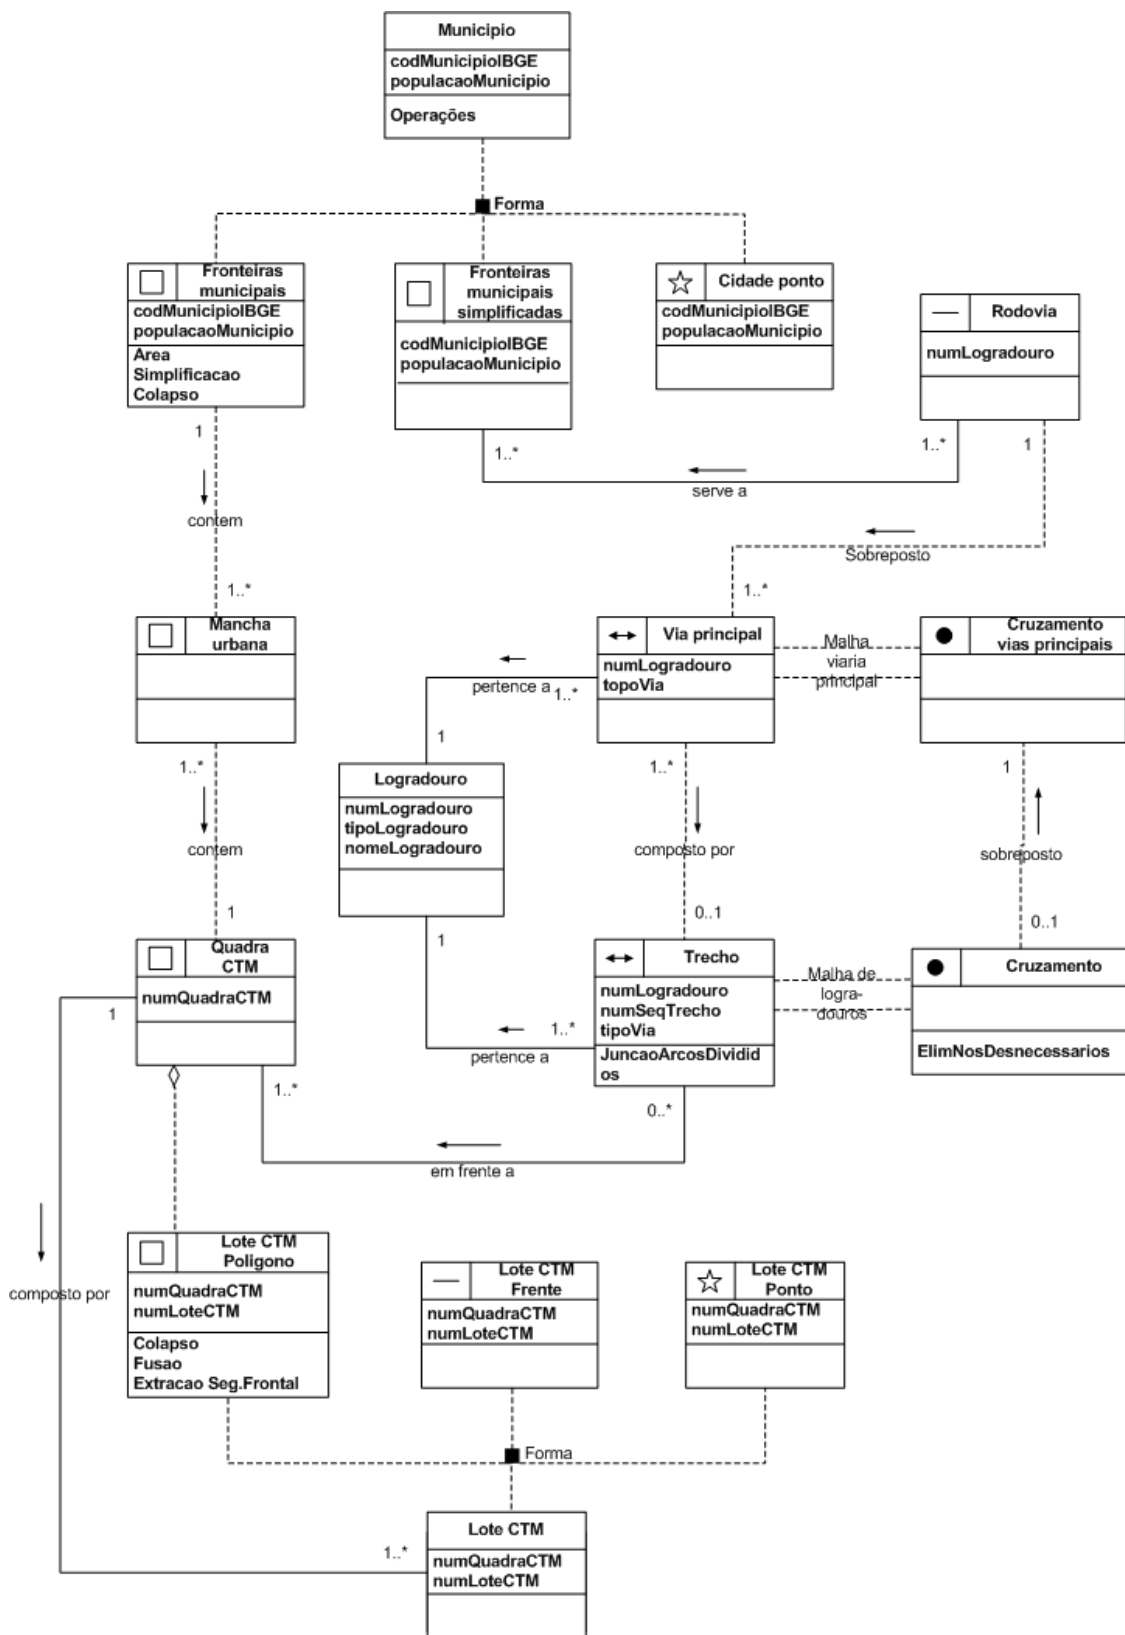 Municipio
codMunicipioIBGE
populacaoMunicipio
Operações
Forma
Fronteiras
municipais
codMunicipioIBGE
populacaoMunicipio
Area
Simplificacao
Colapso
Fronteiras
municipais
simplificadas
codMunicipioIBGE
populacaoMunicipio
Cidade ponto
codMunicipioIBGE
populacaoMunicipio
Rodovia
numLogradouro
1
1..*
1..*
1
serve a
contem
Sobreposto
1..*
1..*
Mancha
urbana
Via principal
numLogradouro
topoVia
Malha
viaria
principal
Cruzamento
vias principais
pertence a
1..*
1
1..*
1..*
1
Logradouro
numLogradouro
tipoLogradouro
nomeLogradouro
contem
composto por
sobreposto
1
1
0..1
0..1
Quadra
CTM
numQuadraCTM
Trecho
numLogradouro
numSeqTrecho
tipoVia
JuncaoArcosDividid
os
Malha de
logra-
douros
Cruzamento
ElimNosDesnecessarios
1
1..*
pertence a
1..*
0..*
em frente a
composto por
Lote CTM
Poligono
numQuadraCTM
numLoteCTM
Colapso
Fusao
Extracao Seg.Frontal
Lote CTM
Frente
numQuadraCTM
numLoteCTM
Lote CTM
Ponto
numQuadraCTM
numLoteCTM
Forma
1..*
Lote CTM
numQuadraCTM
numLoteCTM